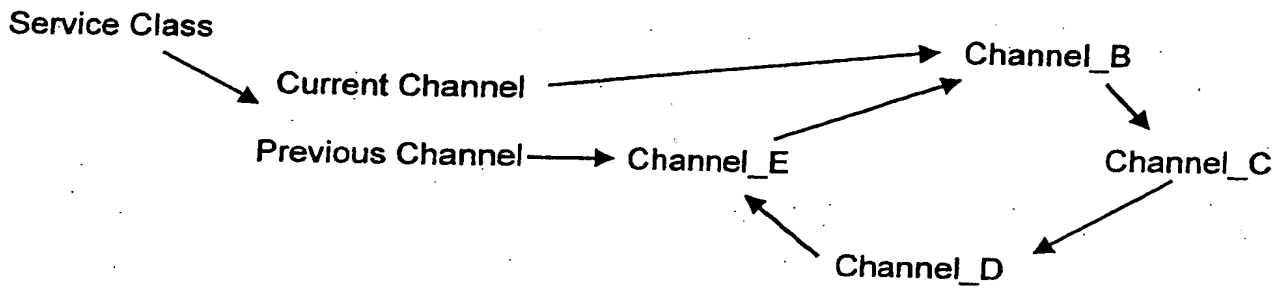 Service Class
Channel_B
Current Channel
Previous Channel
Channel_E
Channel_C
Channel_D